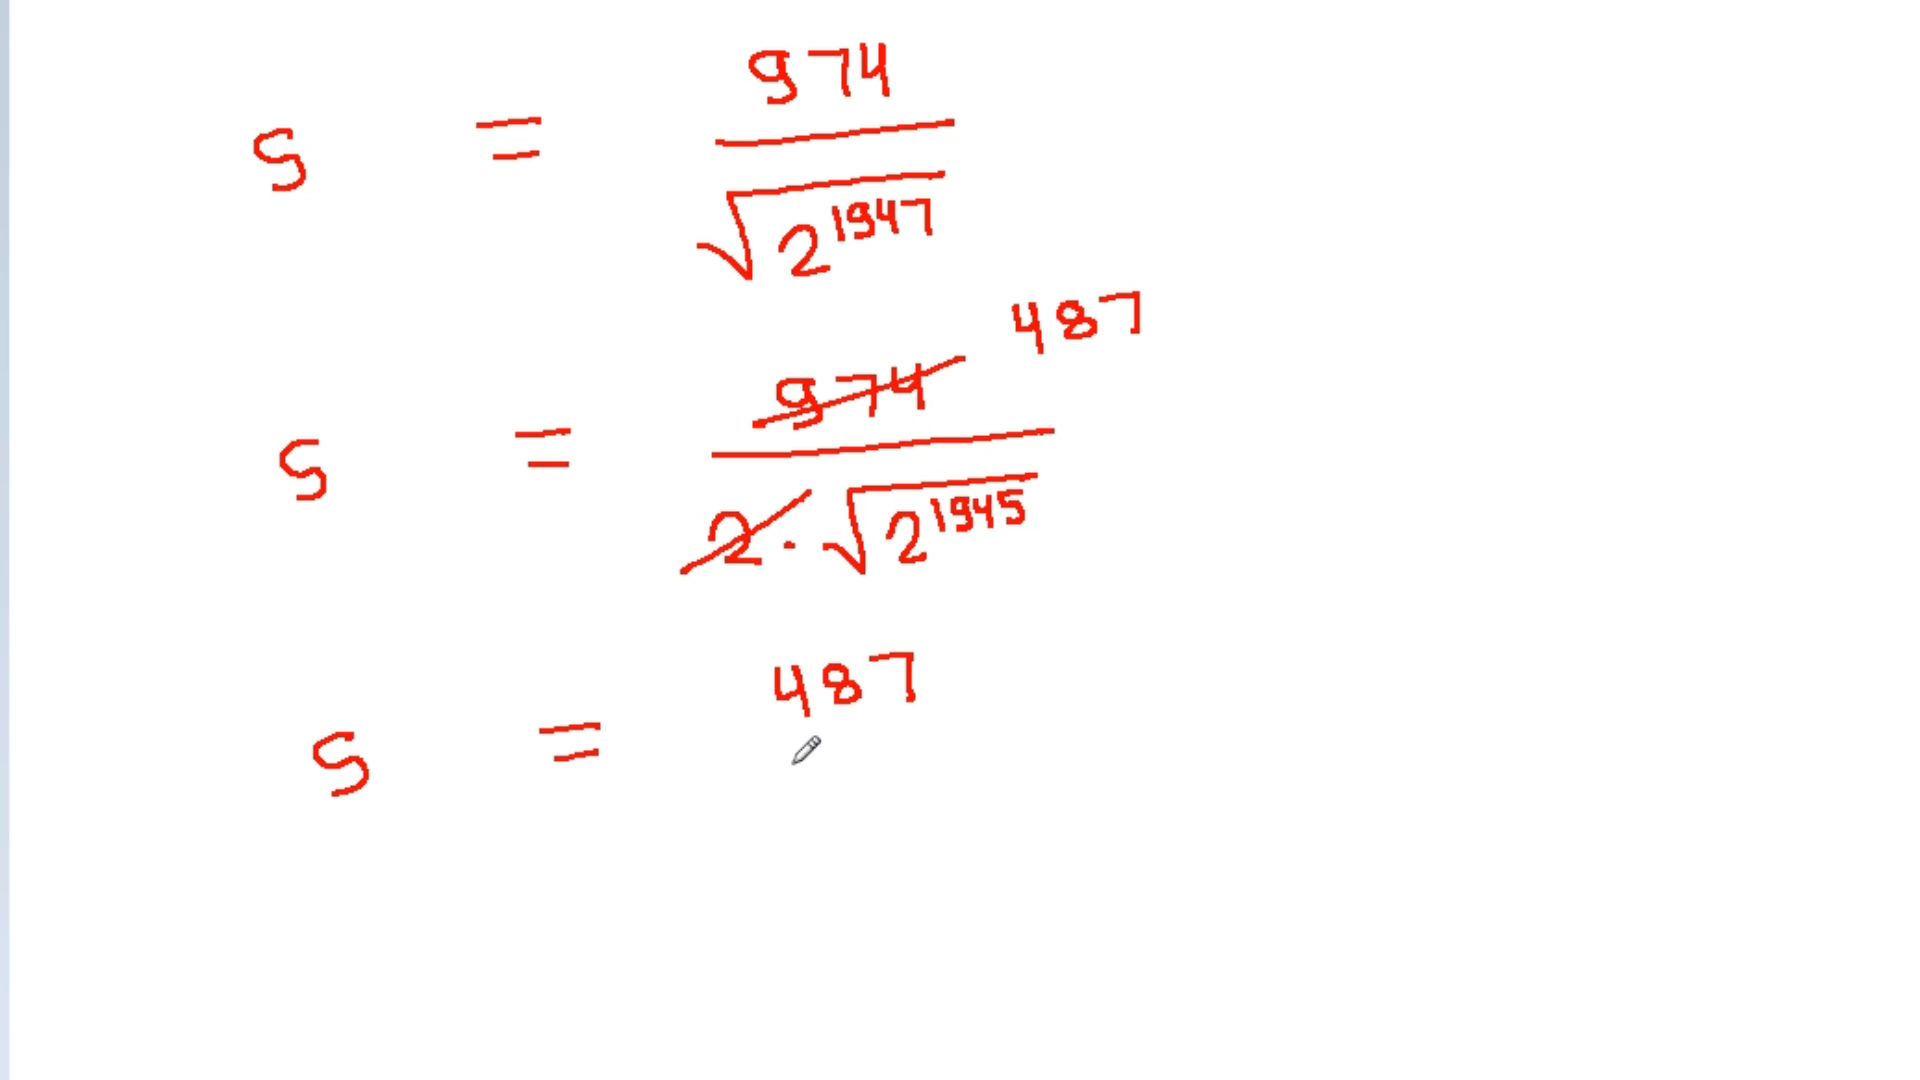 S = 974 / √2^1947
S = 974 487 / 2 · √2^1945
S = 487